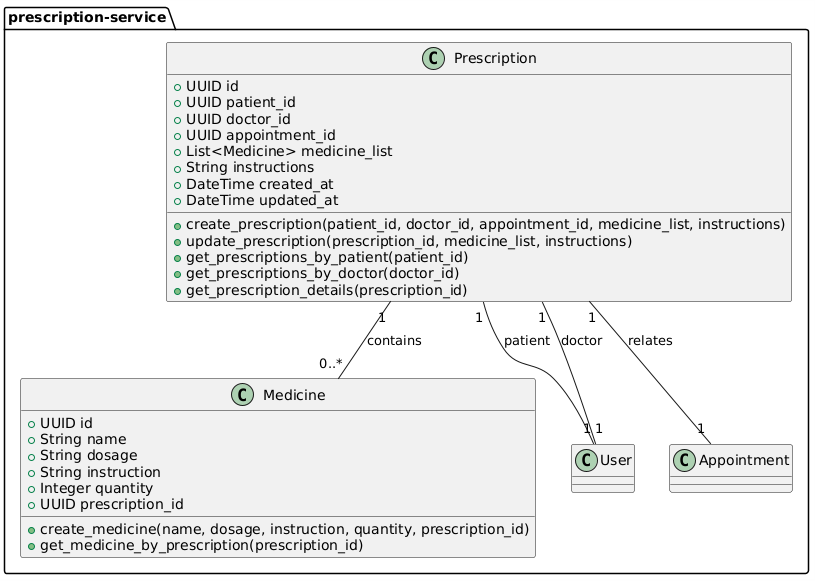 prescription-service
C Prescription
UUID id
UUID patient_id
UUID doctor_id
UUID appointment_id
List<Medicine> medicine_list
String instructions
DateTime created_at
DateTime updated_at
create_prescription(patient_id, doctor_id, appointment_id, medicine_list, instructions)
update_prescription(prescription_id, medicine_list, instructions)
get_prescriptions_by_patient(patient_id)
get_prescriptions_by_doctor(doctor_id)
get_prescription_details(prescription_id)
1 1 1 1
contains patient doctor relates
0..*
1 1 1
C Medicine
UUID id
String name
String dosage
String instruction
Integer quantity
UUID prescription_id
create_medicine(name, dosage, instruction, quantity, prescription_id)
get_medicine_by_prescription(prescription_id)
C User
C Appointment